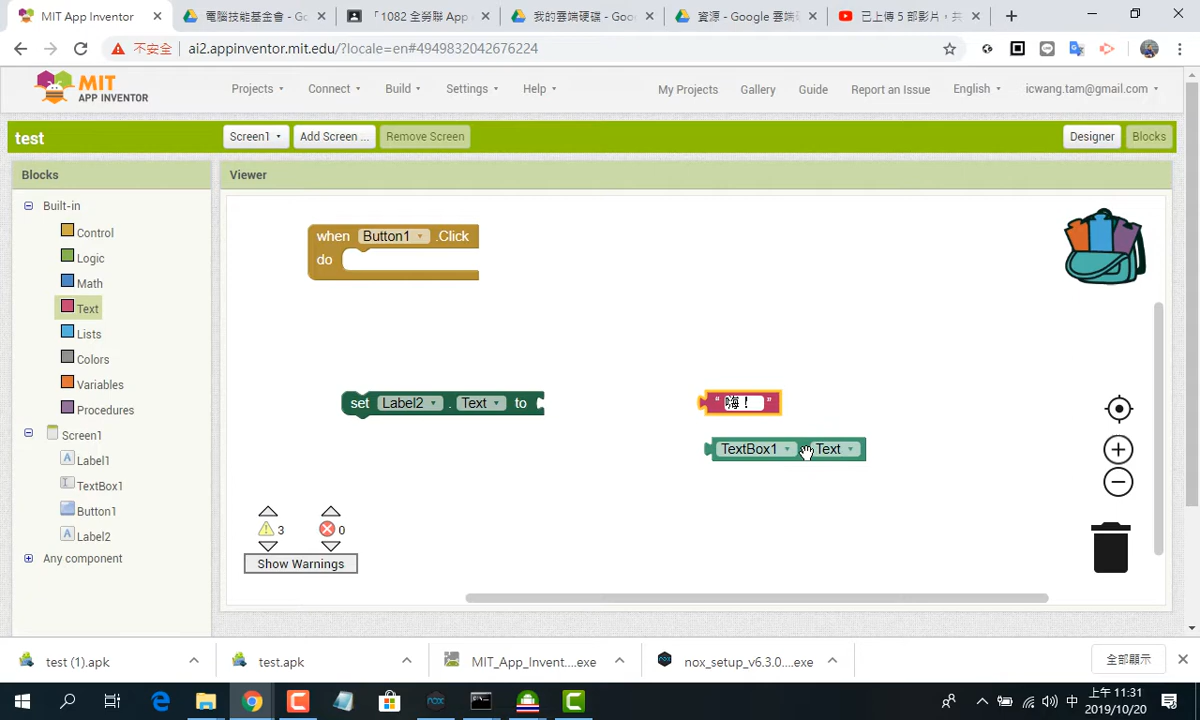 MIT App Inventor
電腦技能基金會 - Go
「1082 全勞聯 App
我的雲端硬碟 - Goo
資源 - Google 雲端硬
已上傳 5 部影片，共
不安全
ai2.appinventor.mit.edu/?locale=en#4949832042676224
MIT
APP INVENTOR
Projects
Connect
Build
Settings
Help
My Projects
Gallery
Guide
Report an Issue
English
icwang.tam@gmail.com
test
Screen1
Add Screen ...
Remove Screen
Designer
Blocks
Blocks
Viewer
Built-in
Control
Logic
Math
Text
Lists
Colors
Variables
Procedures
Screen1
Label1
TextBox1
Button1
Label2
Any component
when Button1 .Click
do
set Label2 . Text to
“ 嗨！ ”
TextBox1 . Text
3
0
Show Warnings
test (1).apk
test.apk
MIT_App_Invent....exe
nox_setup_v6.3.0....exe
全部顯示
nox
中
上午 11:31
2019/10/20